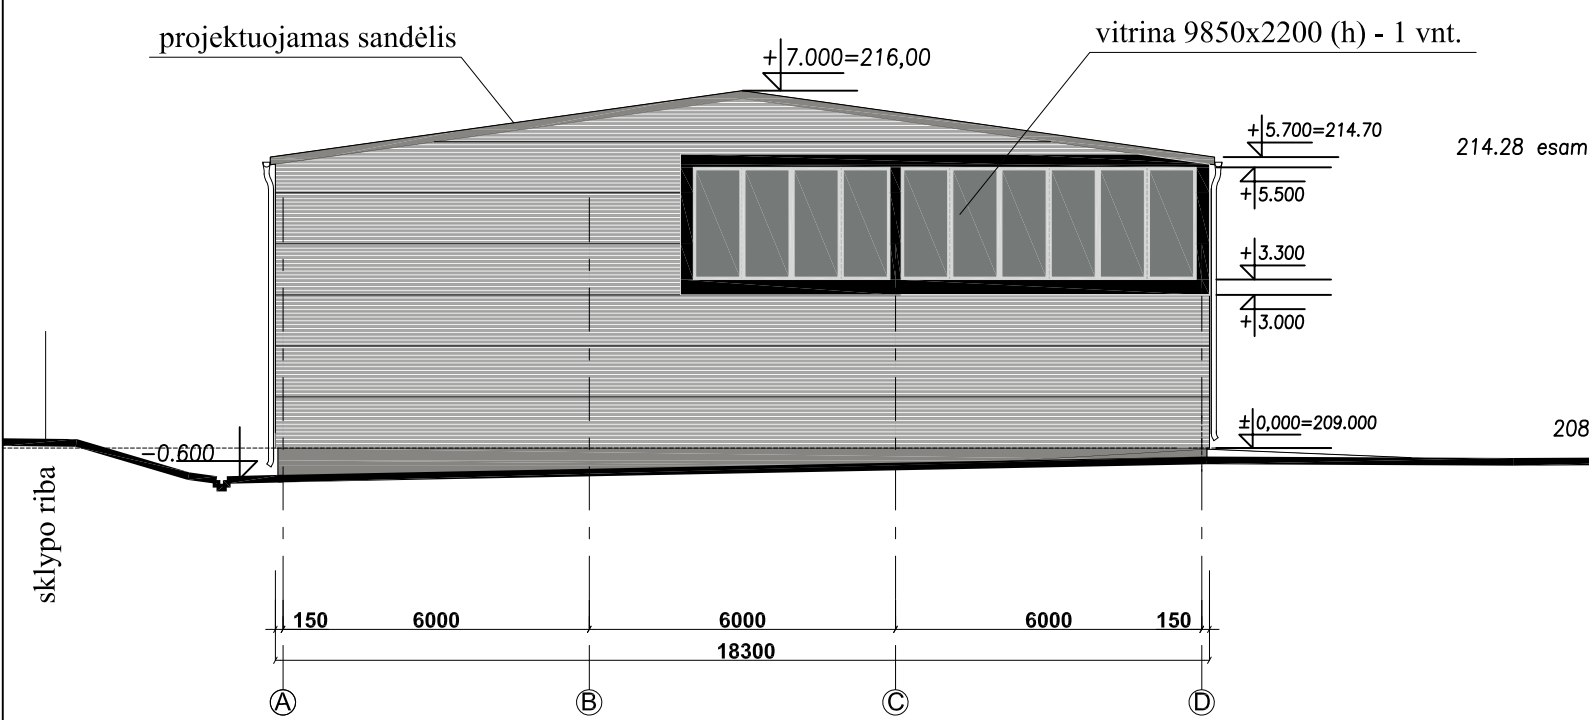 projektuojamas sandėlis
vitrina 9850x2200 (h) - 1 vnt.
+7.000=216,00
+5.700=214.70
214.28 esam
+5.500
+3.300
+3.000
±0,000=209.000
208
-0.600
sklypo riba
150 6000 6000 6000 150
18300
A B C D